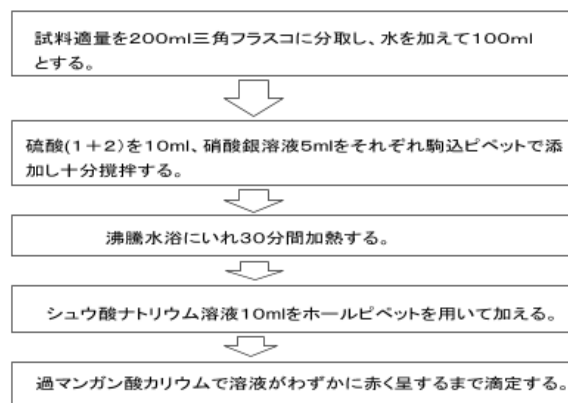 試料適量を200ml三角フラスコに分取し、水を加えて100ml
とする。
硫酸(1+2)を10ml、硝酸銀溶液5mlをそれぞれ駒込ピペットで添
加し十分撹拌する。
沸騰水浴にいれ30分間加熱する。
シュウ酸ナトリウム溶液10mlをホールピペットを用いて加える。
過マンガン酸カリウムで溶液がわずかに赤く呈するまで滴定する。